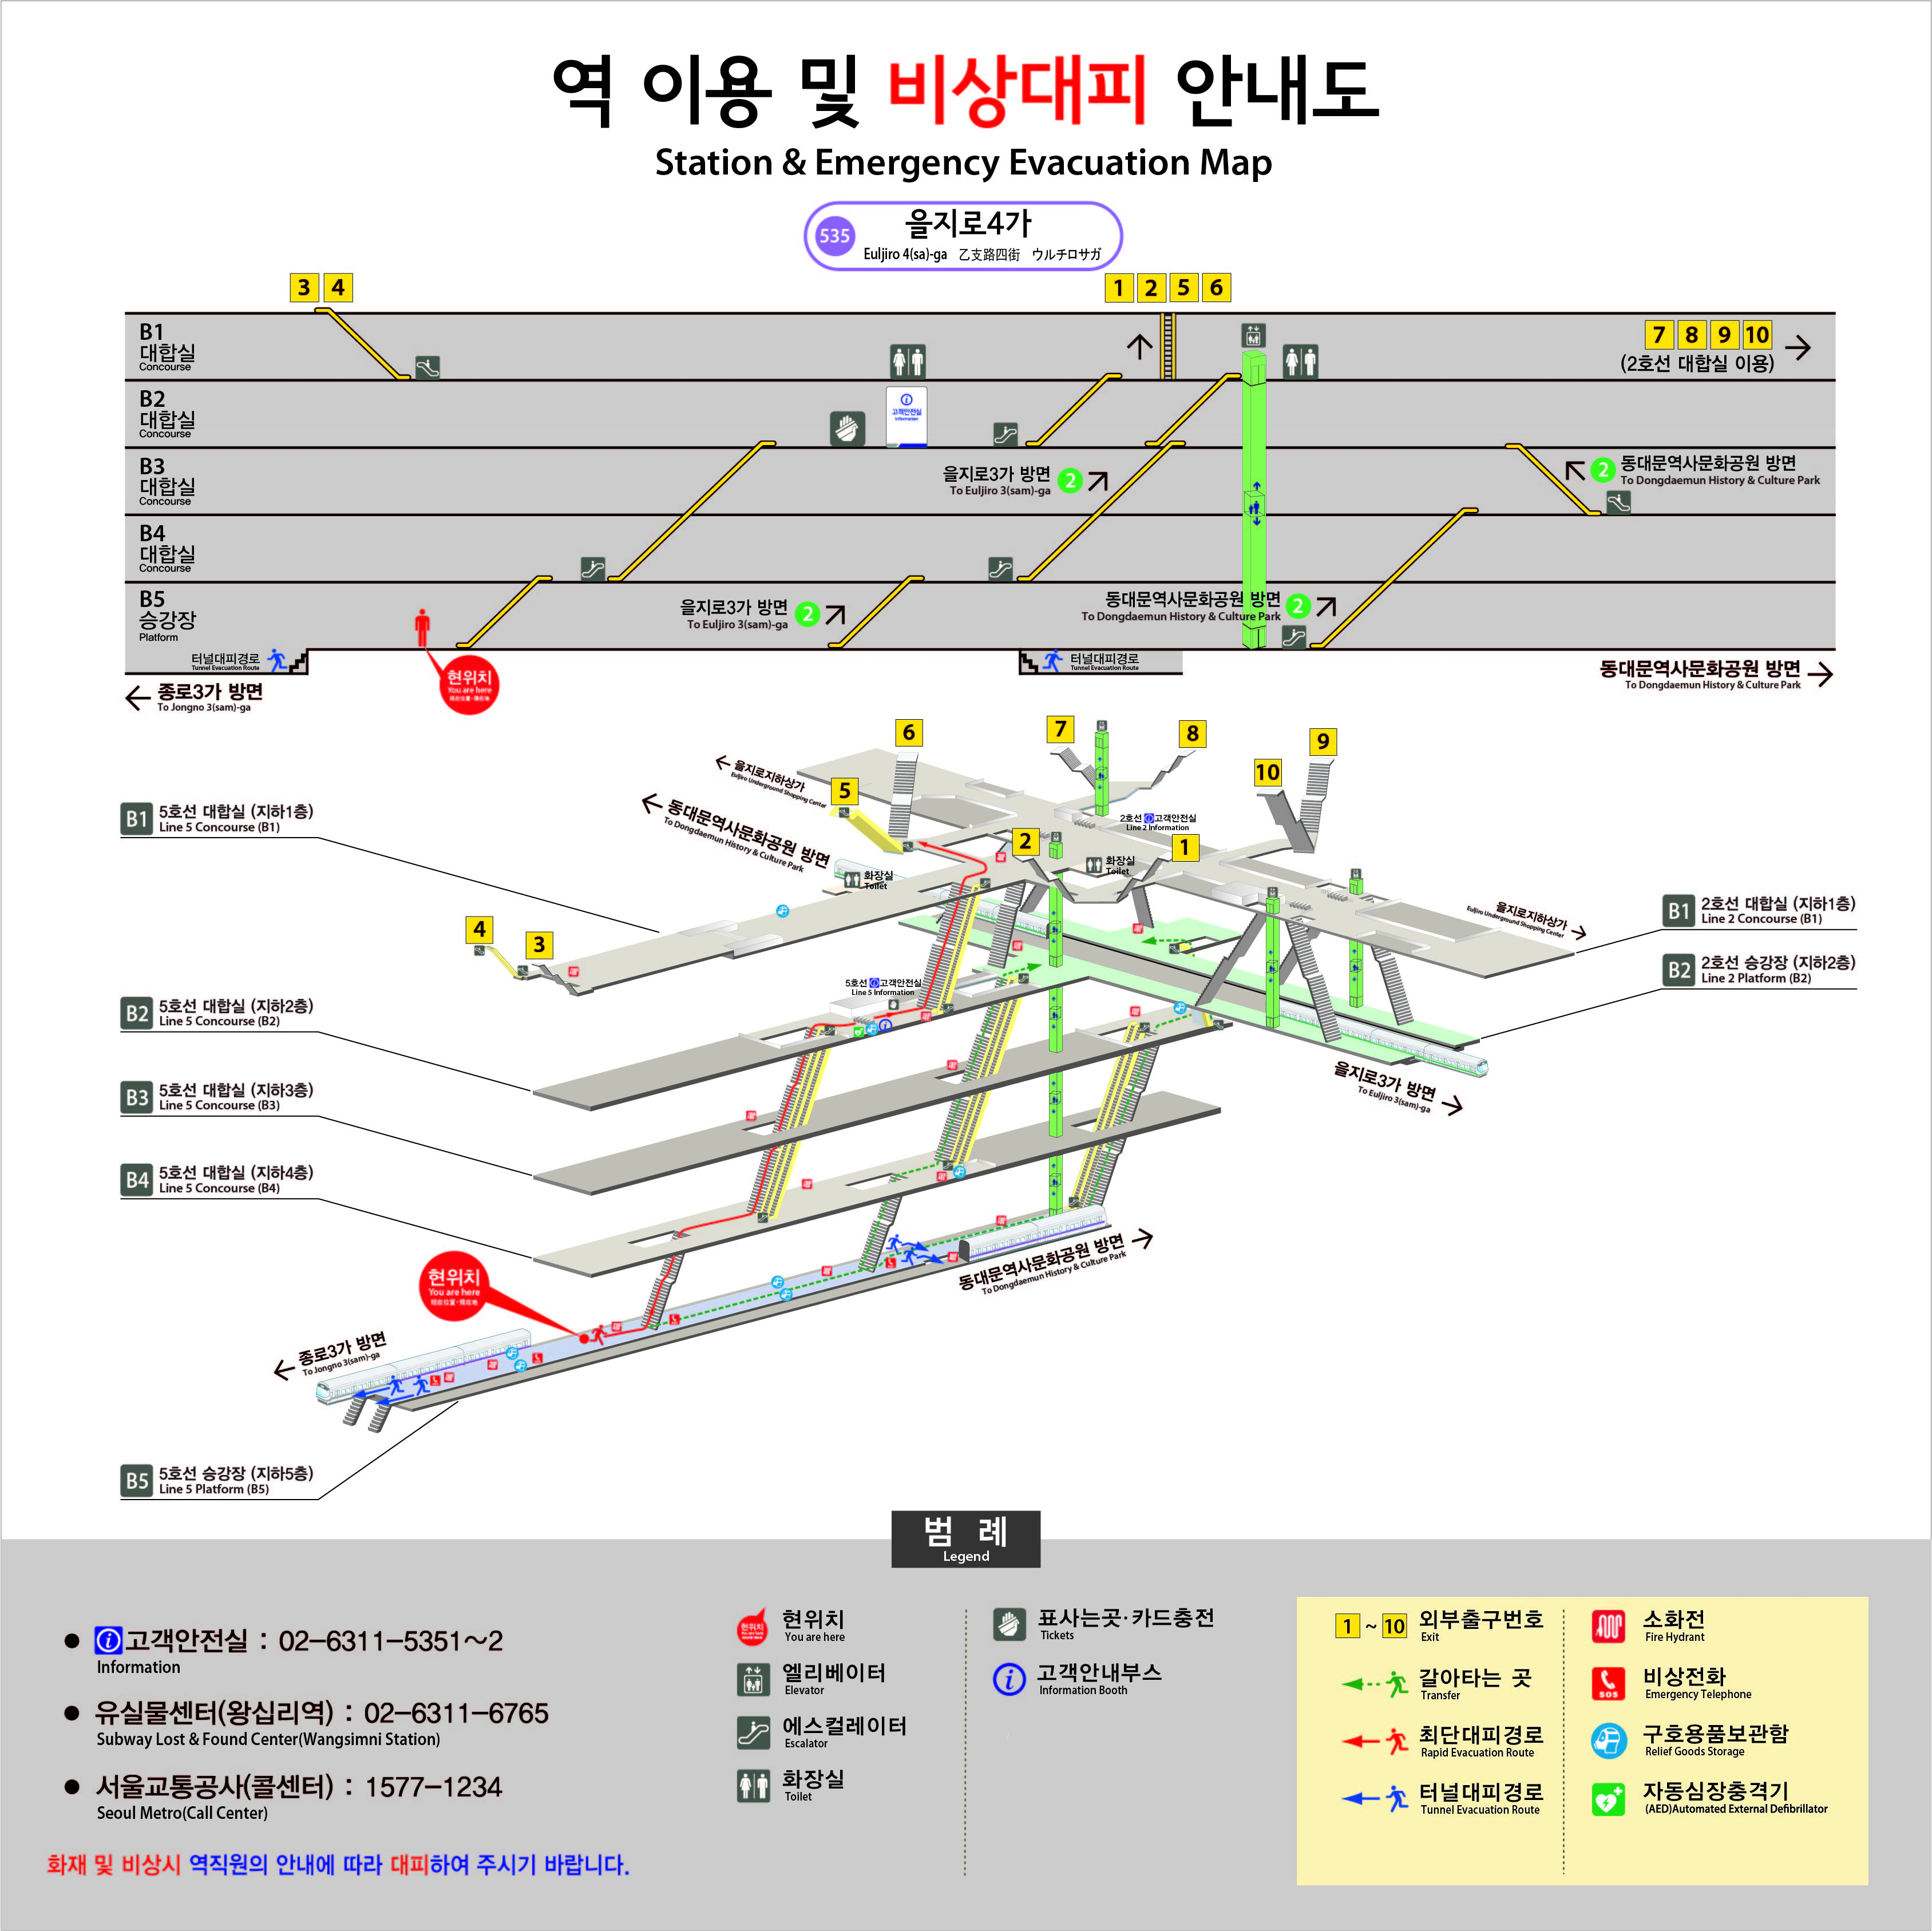 역 이용 및 비상대피 안내도
Station & Emergency Evacuation Map
535
을지로4가
Euljiro 4(sa)-ga 乙支路四街 ウルチロサガ
3 4
1 2 5 6
B1
대합실
Concourse
7 8 9 10
(2호선 대합실 이용)
B2
대합실
Concourse
고객안전실
Information
B3
대합실
Concourse
을지로3가 방면
To Euljiro 3(sam)-ga
2
2
동대문역사문화공원 방면
To Dongdaemun History & Culture Park
B4
대합실
Concourse
B5
승강장
Platform
을지로3가 방면
To Euljiro 3(sam)-ga
2
동대문역사문화공원 방면
To Dongdaemun History & Culture Park
2
터널대피경로
Tunnel Evacuation Route
현위치
You are here
터널대피경로
Tunnel Evacuation Route
종로3가 방면
To Jongno 3(sam)-ga
동대문역사문화공원 방면
To Dongdaemun History & Culture Park
6
7
8
9
10
5
을지로지하상가
Euljiro Underground Shopping Center
동대문역사문화공원 방면
To Dongdaemun History & Culture Park
2호선 고객안전실
Line 2 Information
2
1
화장실
Toilet
화장실
Toilet
4
3
B1
5호선 대합실 (지하1층)
Line 5 Concourse (B1)
B1
2호선 대합실 (지하1층)
Line 2 Concourse (B1)
을지로지하상가
Euljiro Underground Shopping Center
B2
2호선 승강장 (지하2층)
Line 2 Platform (B2)
5호선 고객안전실
Line 5 Information
B2
5호선 대합실 (지하2층)
Line 5 Concourse (B2)
을지로3가 방면
To Euljiro 3(sam)-ga
B3
5호선 대합실 (지하3층)
Line 5 Concourse (B3)
B4
5호선 대합실 (지하4층)
Line 5 Concourse (B4)
현위치
You are here
동대문역사문화공원 방면
To Dongdaemun History & Culture Park
종로3가 방면
To Jongno 3(sam)-ga
B5
5호선 승강장 (지하5층)
Line 5 Platform (B5)
범 례
Legend
● 고객안전실 : 02-6311-5351~2
Information
● 유실물센터(왕십리역) : 02-6311-6765
Subway Lost & Found Center(Wangsimni Station)
● 서울교통공사(콜센터) : 1577-1234
Seoul Metro(Call Center)
화재 및 비상시 역직원의 안내에 따라 대피하여 주시기 바랍니다.
현위치
You are here
엘리베이터
Elevator
에스컬레이터
Escalator
화장실
Toilet
표사는곳·카드충전
Tickets
고객안내부스
Information Booth
1 ~ 10
외부출구번호
Exit
갈아타는 곳
Transfer
최단대피경로
Rapid Evacuation Route
터널대피경로
Tunnel Evacuation Route
소화전
Fire Hydrant
SOS
비상전화
Emergency Telephone
구호용품보관함
Relief Goods Storage
자동심장충격기
(AED)Automated External Defibrillator